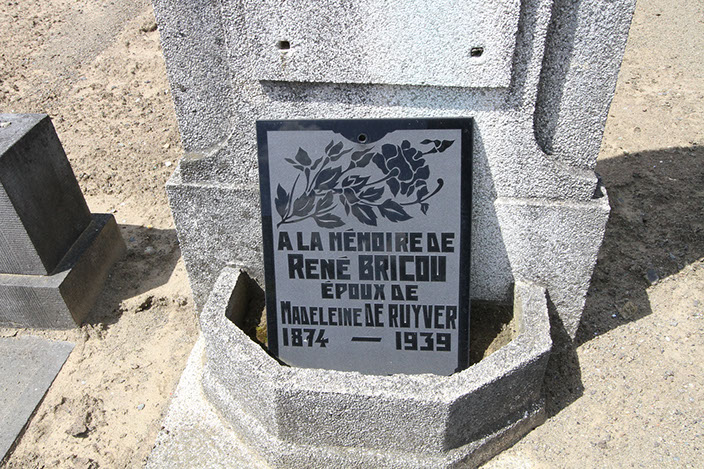 A LA MÉMOIRE DE
RENÉ BRICOU
ÉPOUX DE
MADELEINE DE RUYVER
1874 — 1939